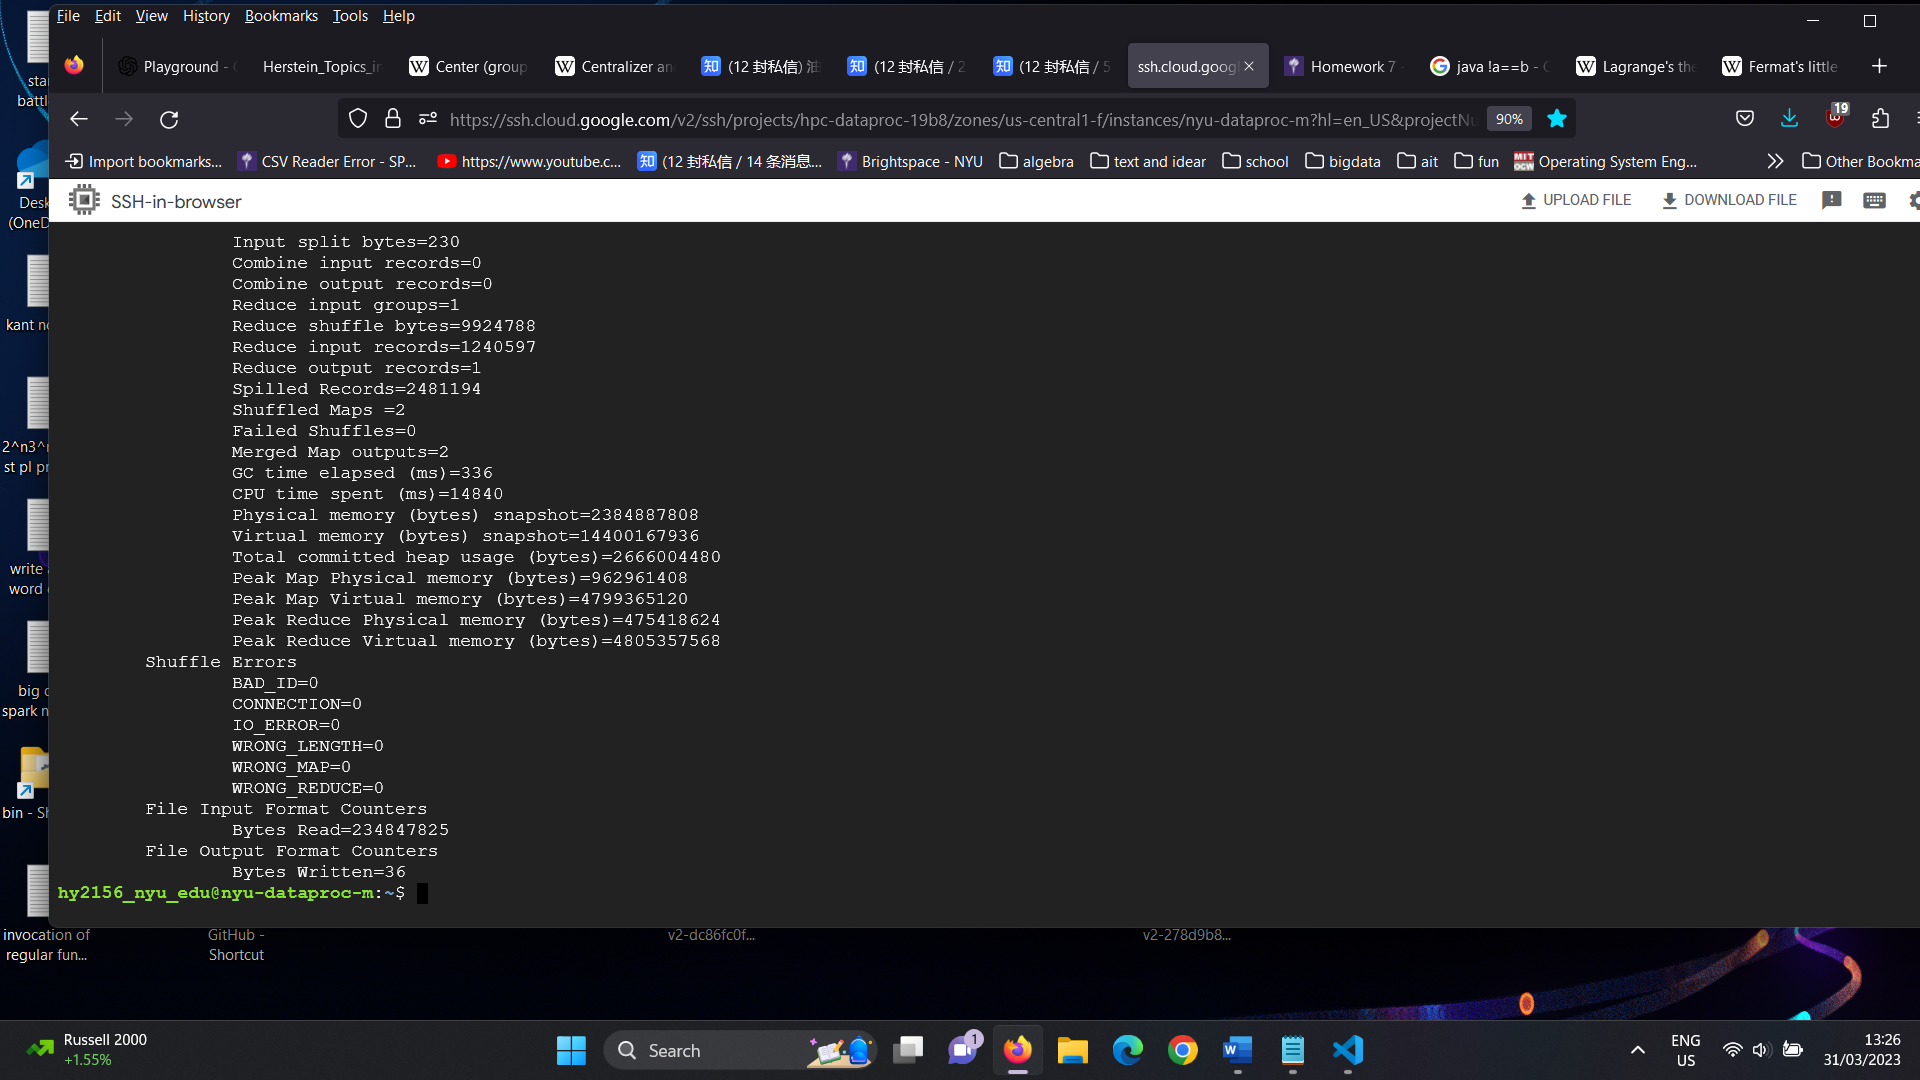 File Edit View History Bookmarks Tools Help
Playground - Herstein_Topics_in Center (group Centralizer an (12 封私信) 油 (12 封私信 / 2 (12 封私信 / 5 ssh.cloud.googl Homework 7 - java !a==b - Lagrange's the Fermat's little
https://ssh.cloud.google.com/v2/ssh/projects/hpc-dataproc-19b8/zones/us-central1-f/instances/nyu-dataproc-m?hl=en_US&projectNu 90% 19
Import bookmarks... CSV Reader Error - SP... https://www.youtube.c... 知 (12 封私信 / 14 条消息... Brightspace - NYU algebra text and idear school bigdata ait fun MIT OCW Operating System Eng... Other Bookma
SSH-in-browser UPLOAD FILE DOWNLOAD FILE
Input split bytes=230
Combine input records=0
Combine output records=0
Reduce input groups=1
Reduce shuffle bytes=9924788
Reduce input records=1240597
Reduce output records=1
Spilled Records=2481194
Shuffled Maps =2
Failed Shuffles=0
Merged Map outputs=2
GC time elapsed (ms)=336
CPU time spent (ms)=14840
Physical memory (bytes) snapshot=2384887808
Virtual memory (bytes) snapshot=14400167936
Total committed heap usage (bytes)=2666004480
Peak Map Physical memory (bytes)=962961408
Peak Map Virtual memory (bytes)=4799365120
Peak Reduce Physical memory (bytes)=475418624
Peak Reduce Virtual memory (bytes)=4805357568
Shuffle Errors
BAD_ID=0
CONNECTION=0
IO_ERROR=0
WRONG_LENGTH=0
WRONG_MAP=0
WRONG_REDUCE=0
File Input Format Counters
Bytes Read=234847825
File Output Format Counters
Bytes Written=36
hy2156_nyu_edu@nyu-dataproc-m:~$
star
battl
Desk
(OneD
kant no
2^n3^n
st pl pr
write a
word
big d
spark n
bin - Sh
invocation of
regular fun...
GitHub -
Shortcut
v2-dc86fc0f...
v2-278d9b8...
Russell 2000
+1.55%
Search
1
ENG
US
13:26
31/03/2023